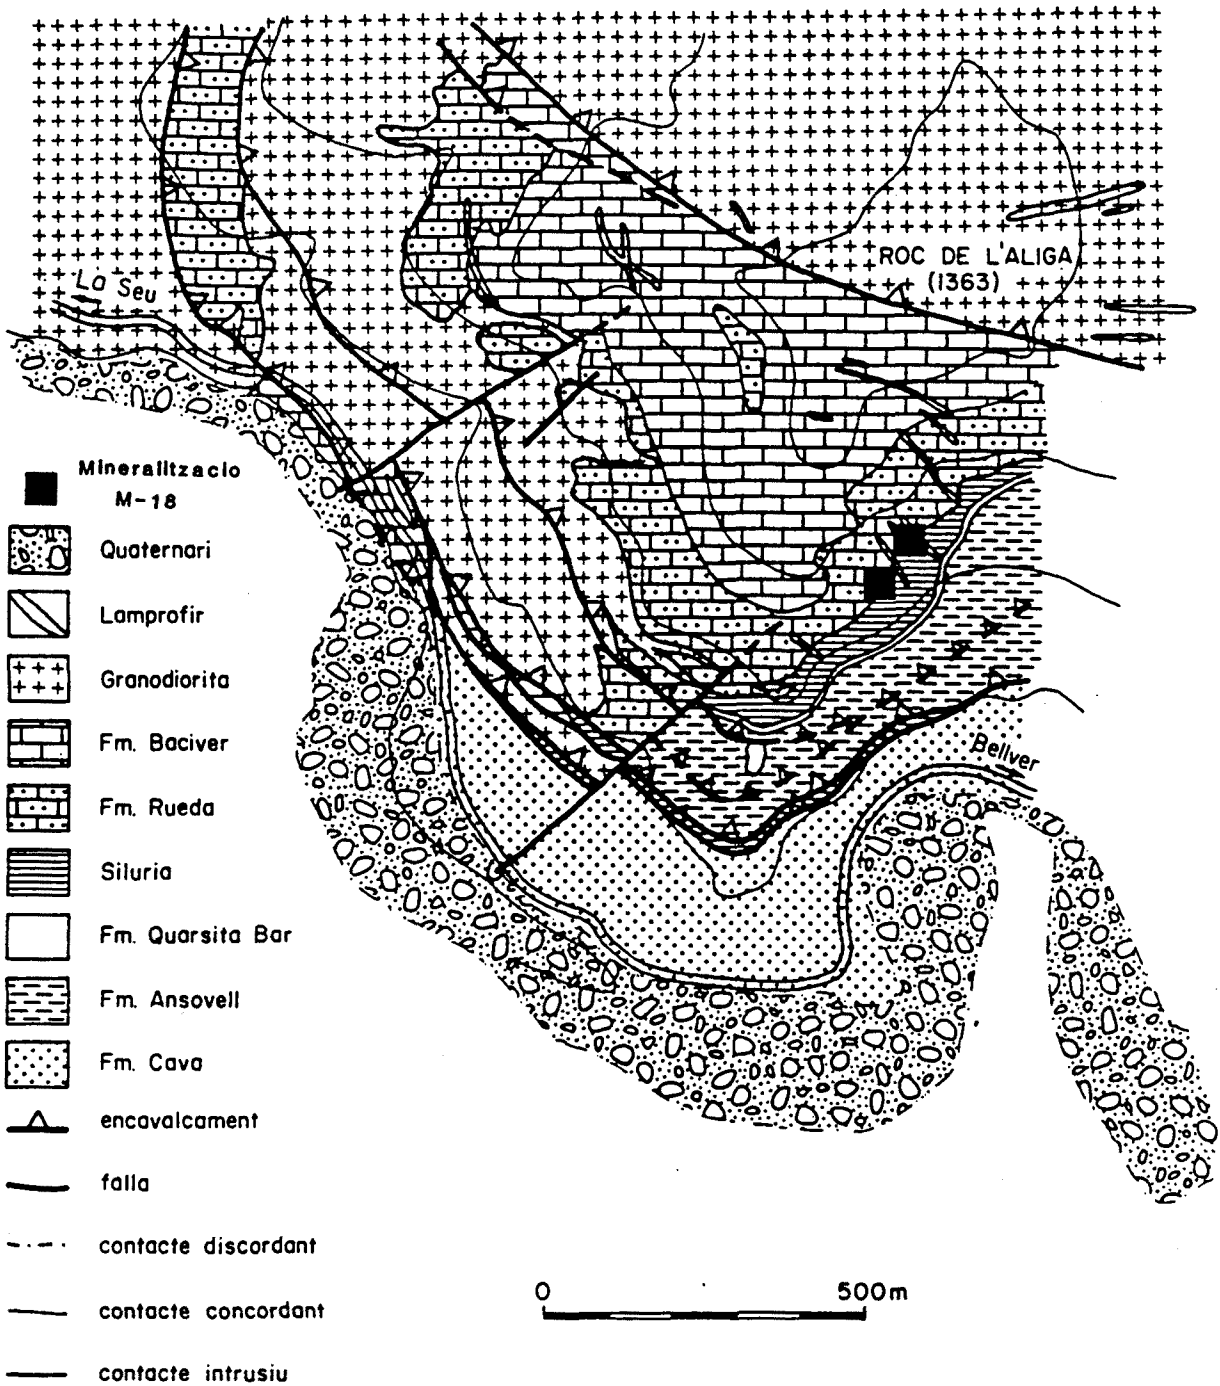 ROC DE L'ALIGA
(1363)
La Seu
Mineralitzacio
M-18
Quaternari
Lamprofir
Granodiorita
Fm. Baciver
Bellver
Fm. Rueda
Siluria
Fm. Quarsita Bar
Fm. Ansovell
Fm. Cava
encavalcament
falla
contacte discordant
0 500m
contacte concordant
contacte intrusiu